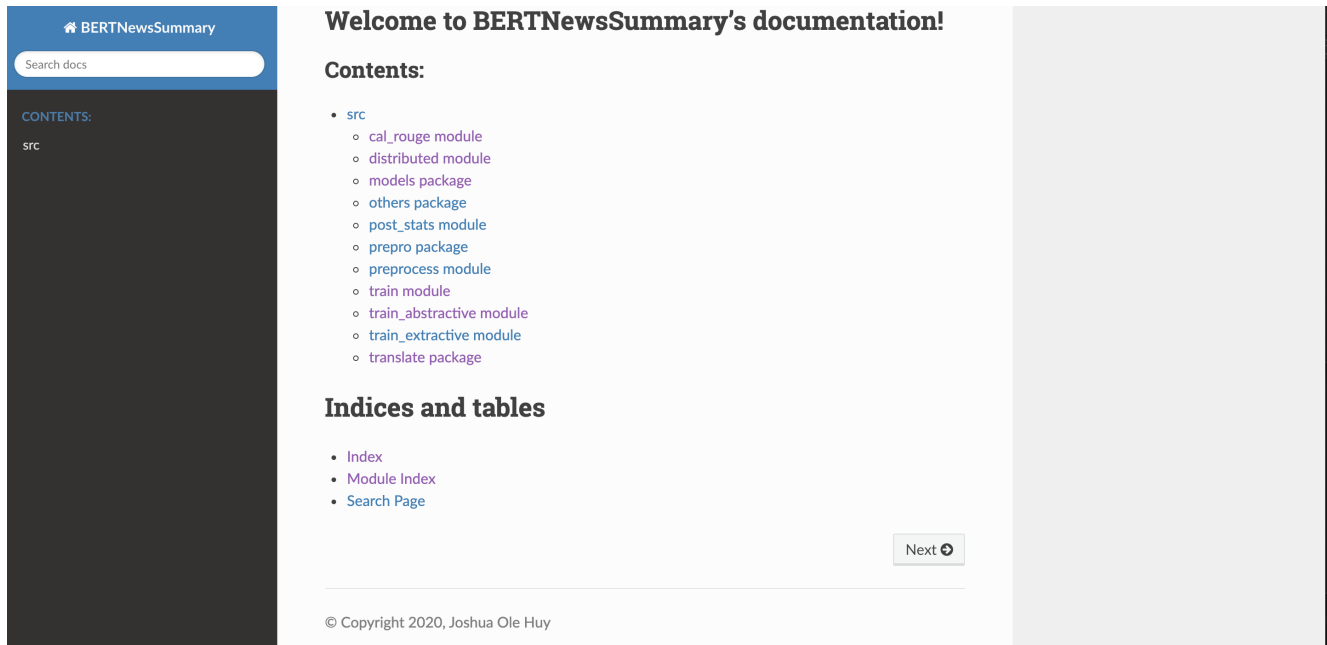 BERTNewsSummary
Search docs
CONTENTS:
src
Welcome to BERTNewsSummary's documentation!
Contents:
src
cal_rouge module
distributed module
models package
others package
post_stats module
prepro package
preprocess module
train module
train_abstractive module
train_extractive module
translate package
Indices and tables
Index
Module Index
Search Page
Next
© Copyright 2020, Joshua Ole Huy